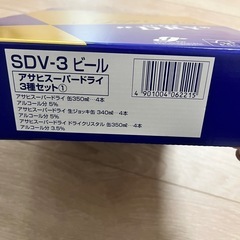 SDV-3 ビール
アサヒスーパードライ
3種セット①
アサヒスーパードライ 缶350ml…4本
アルコール分 5%
アサヒスーパードライ 生ジョッキ缶 340ml…4本
アルコール分 5%
アサヒスーパードライ ドライクリスタル 缶350ml…4本
アルコール分 3.5%
4 901004 062215